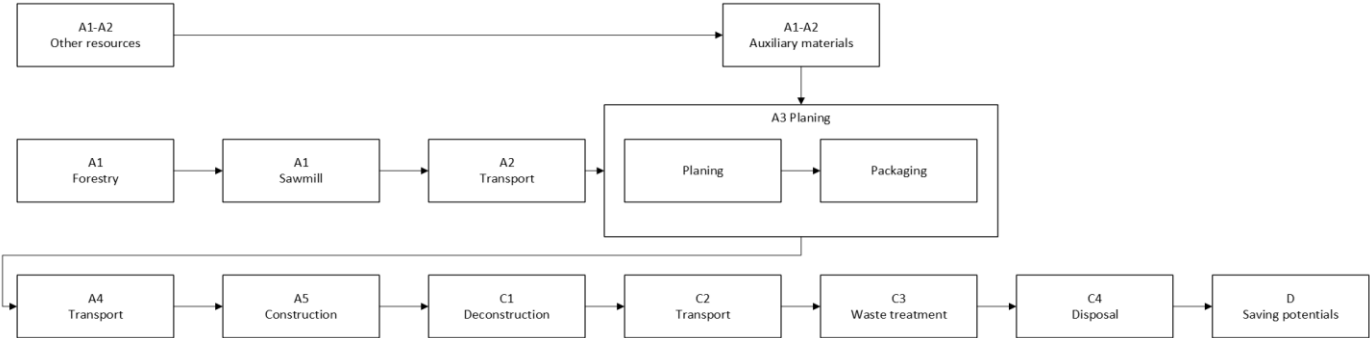 A1-A2
Other resources
A1-A2
Auxiliary materials
A3 Planing
A1
Forestry
A1
Sawmill
A2
Transport
Planing
Packaging
A4
Transport
A5
Construction
C1
Deconstruction
C2
Transport
C3
Waste treatment
C4
Disposal
D
Saving potentials